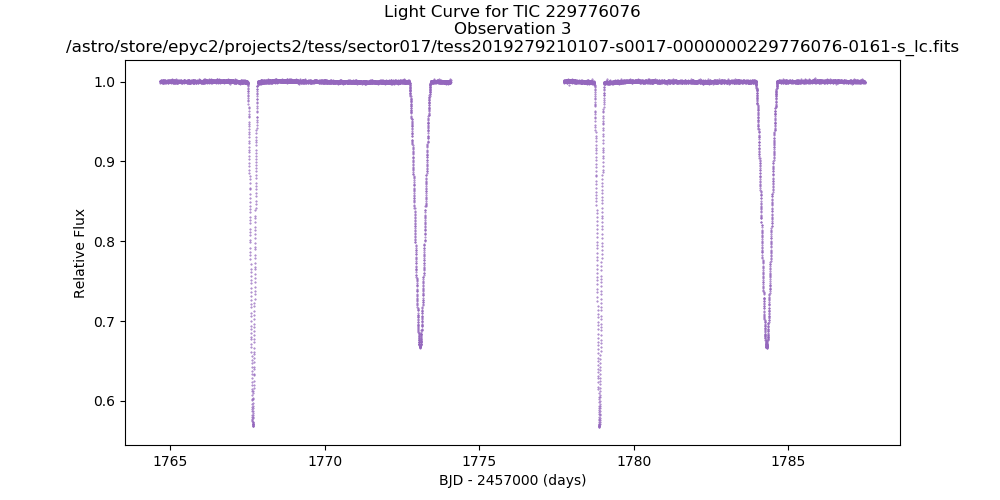 Light Curve for TIC 229776076
Observation 3
/astro/store/epyc2/projects2/tess/sector017/tess2019279210107-s0017-0000000229776076-0161-s_lc.fits
1.0
0.9
0.8
0.7
0.6
Relative Flux
1765 1770 1775 1780 1785
BJD - 2457000 (days)